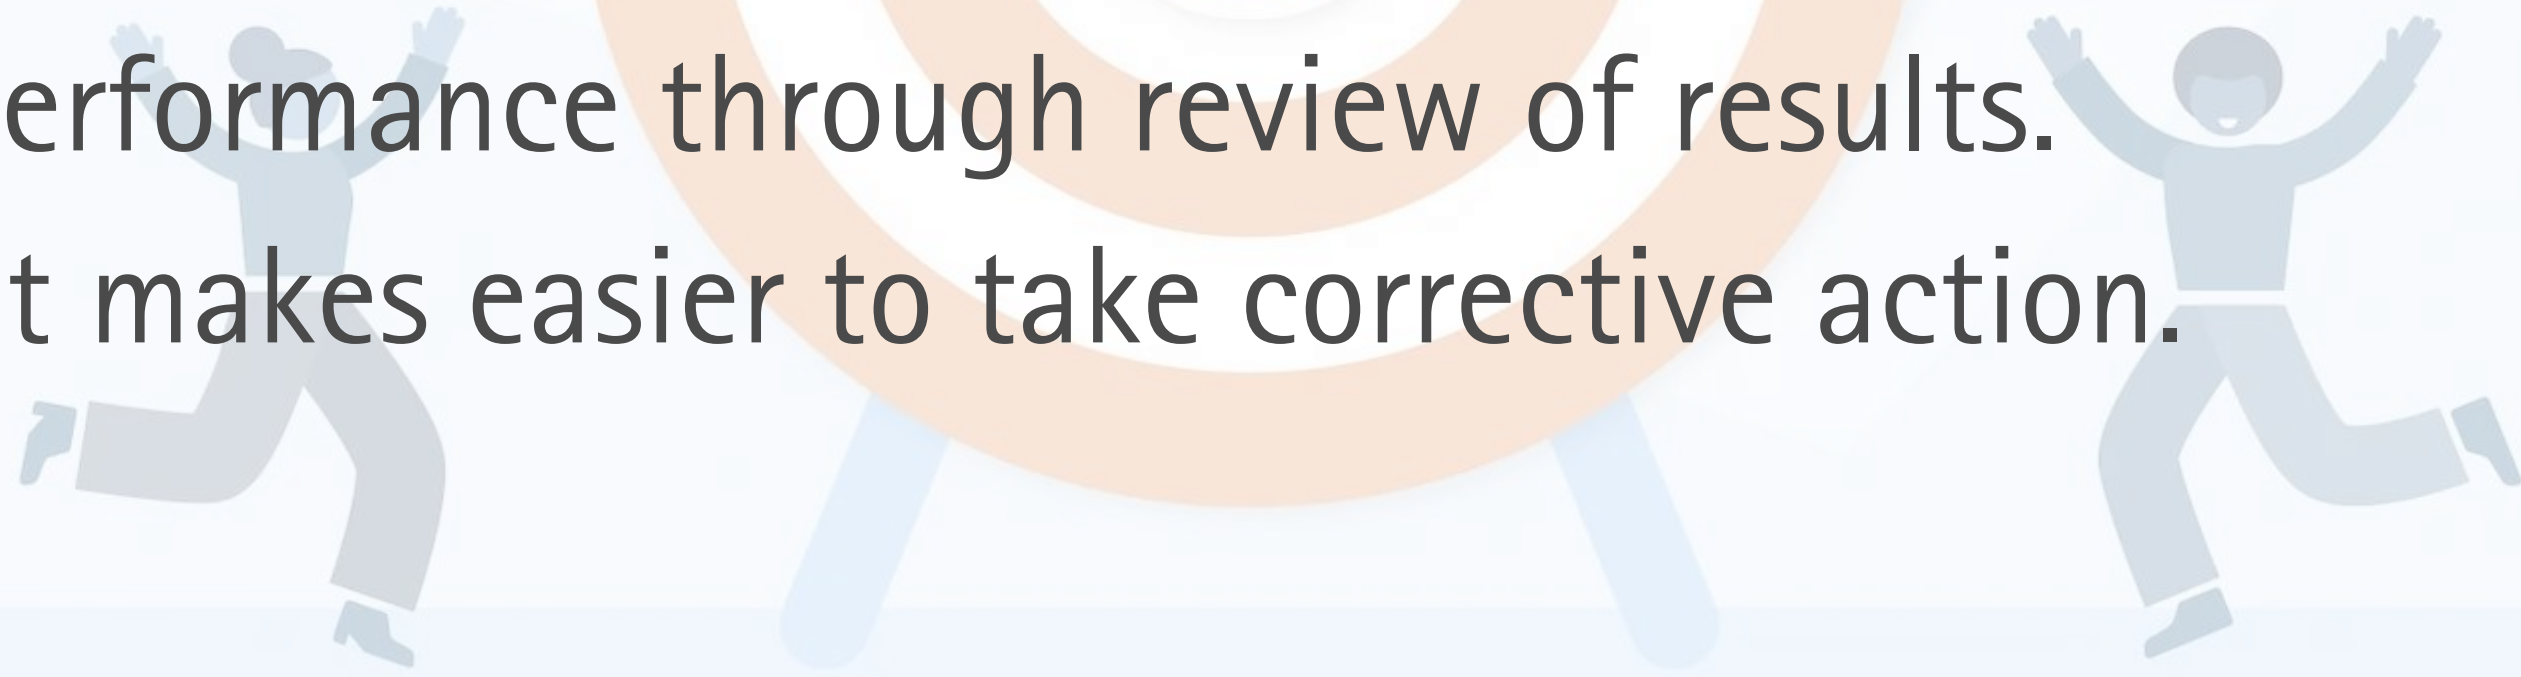 erformance through review of results.
t makes easier to take corrective action.